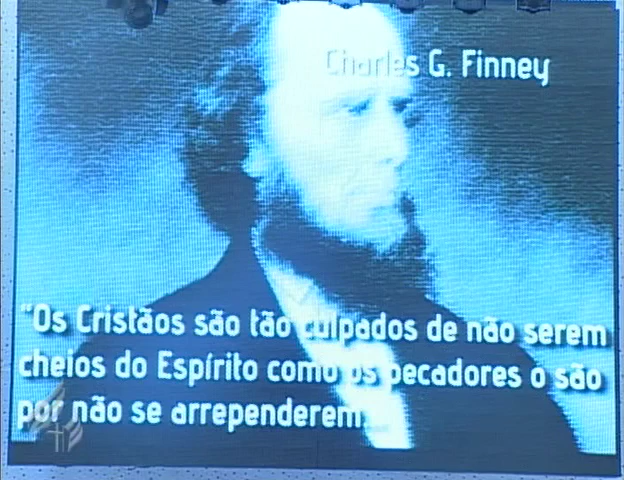 Charles G. Finney
"Os Cristãos são tão culpados de não serem
cheios do Espírito como os pecadores o são
por não se arrependerem...